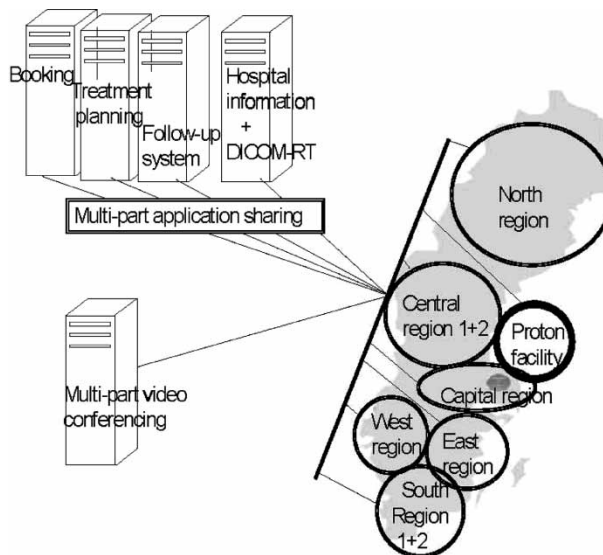 Booking
Treatment
planning
Follow-up
system
Hospital
information
+
DICOM-RT
Multi-part application sharing
Multi-part video
conferencing
North
region
Central
region 1+2
Proton
facility
Capital region
West
region
East
region
South
Region
1+2